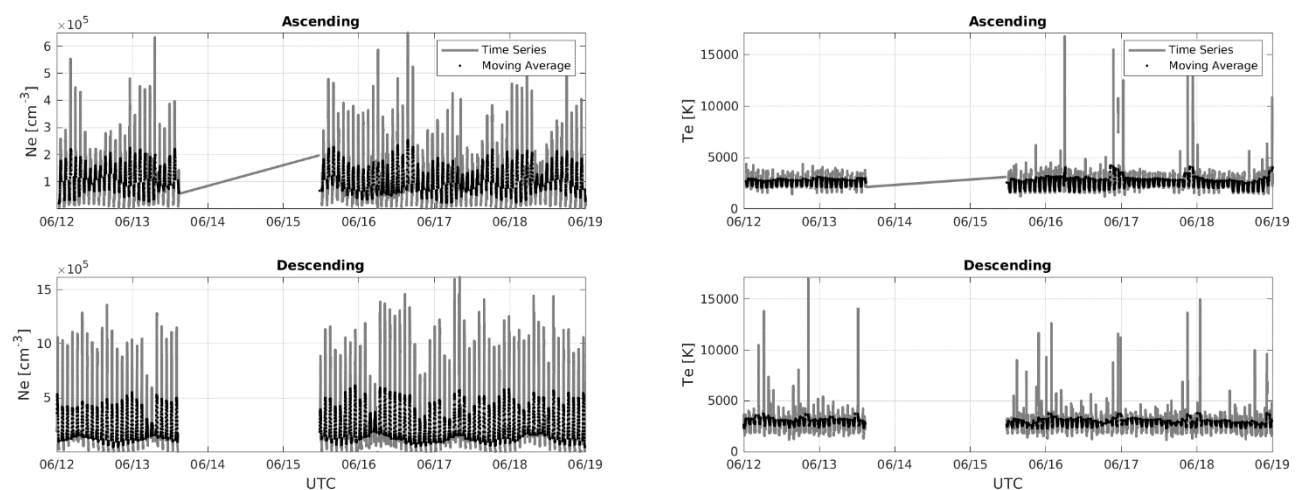 Ascending
×10⁵
Ne [cm⁻³]
6
5
4
3
2
1
Time Series
Moving Average
06/12 06/13 06/14 06/15 06/16 06/17 06/18 06/19
Ascending
Te [K]
15000
10000
5000
0
Time Series
Moving Average
06/12 06/13 06/14 06/15 06/16 06/17 06/18 06/19
Descending
×10⁵
Ne [cm⁻³]
15
10
5
06/12 06/13 06/14 06/15 06/16 06/17 06/18 06/19
UTC
Descending
Te [K]
15000
10000
5000
0
06/12 06/13 06/14 06/15 06/16 06/17 06/18 06/19
UTC